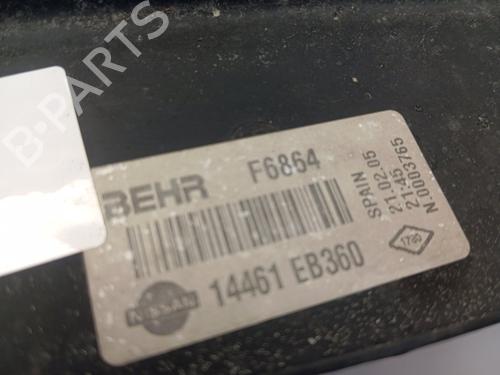 B-PARTS
BEHR F6864
14461 EB360
NISSAN
SPAIN
21.02.05
21:45
N.0003765